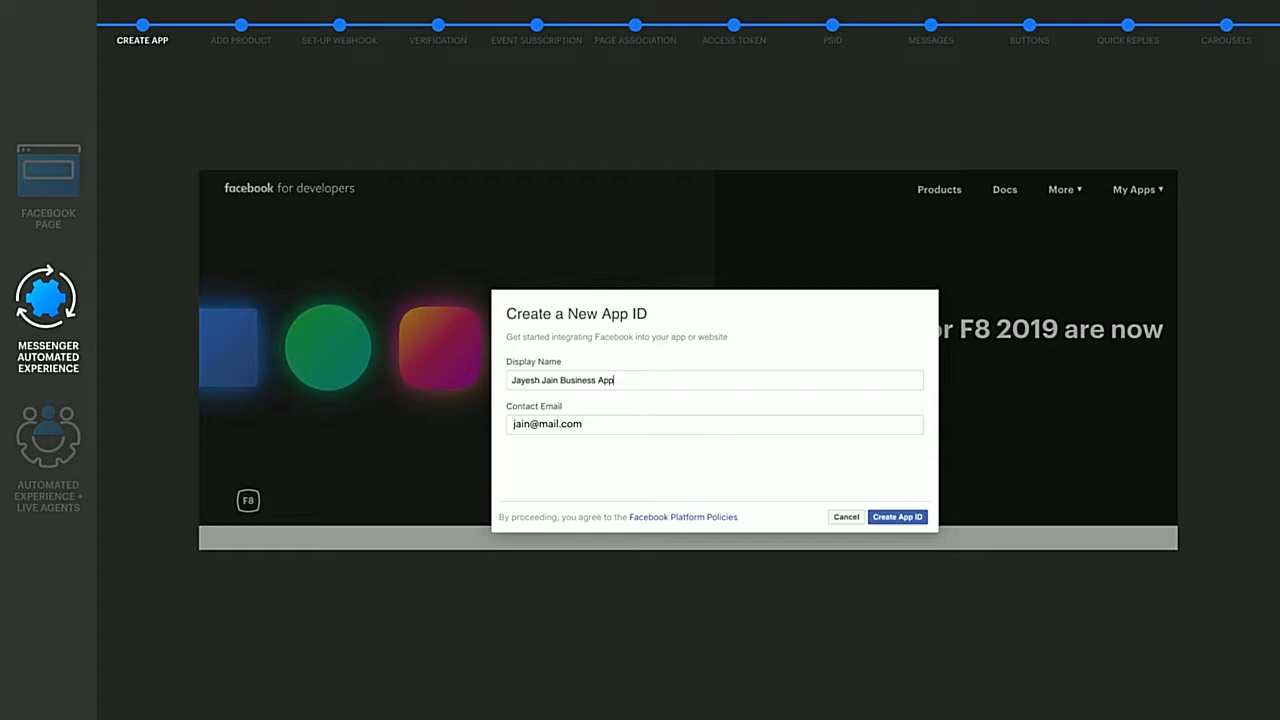 CREATE APP
ADD PRODUCT
SET-UP WEBHOOK
VERIFICATION
EVENT SUBSCRIPTION
PAGE ASSOCIATION
ACCESS TOKEN
PSID
MESSAGES
BUTTONS
QUICK REPLIES
CAROUSELS
FACEBOOK
PAGE
MESSENGER
AUTOMATED
EXPERIENCE
AUTOMATED
EXPERIENCE +
LIVE AGENTS
facebook for developers
Products
Docs
More
My Apps
or F8 2019 are now
F8
Create a New App ID
Get started integrating Facebook into your app or website
Display Name
Jayesh Jain Business App
Contact Email
jain@mail.com
By proceeding, you agree to the Facebook Platform Policies
Cancel
Create App ID